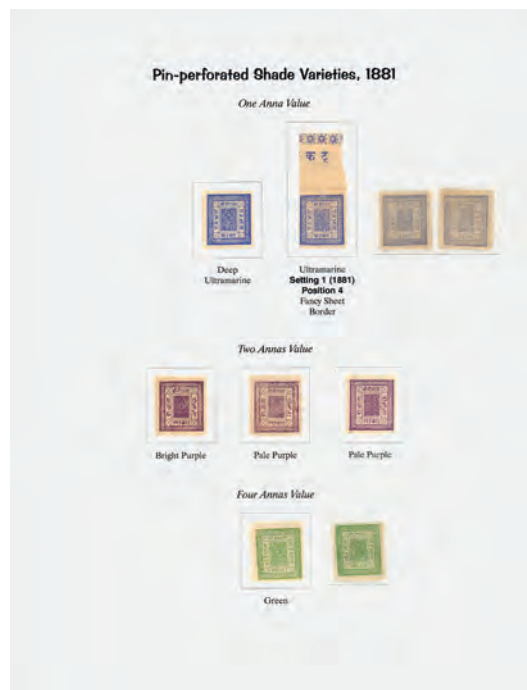 Pin-perforated Shade Varieties, 1881
One Anna Value
क ट्
Deep
Ultramarine
Ultramarine
Setting 1 (1881)
Position 4
Fancy Sheet
Border
Two Annas Value
Bright Purple
Pale Purple
Pale Purple
Four Annas Value
Green